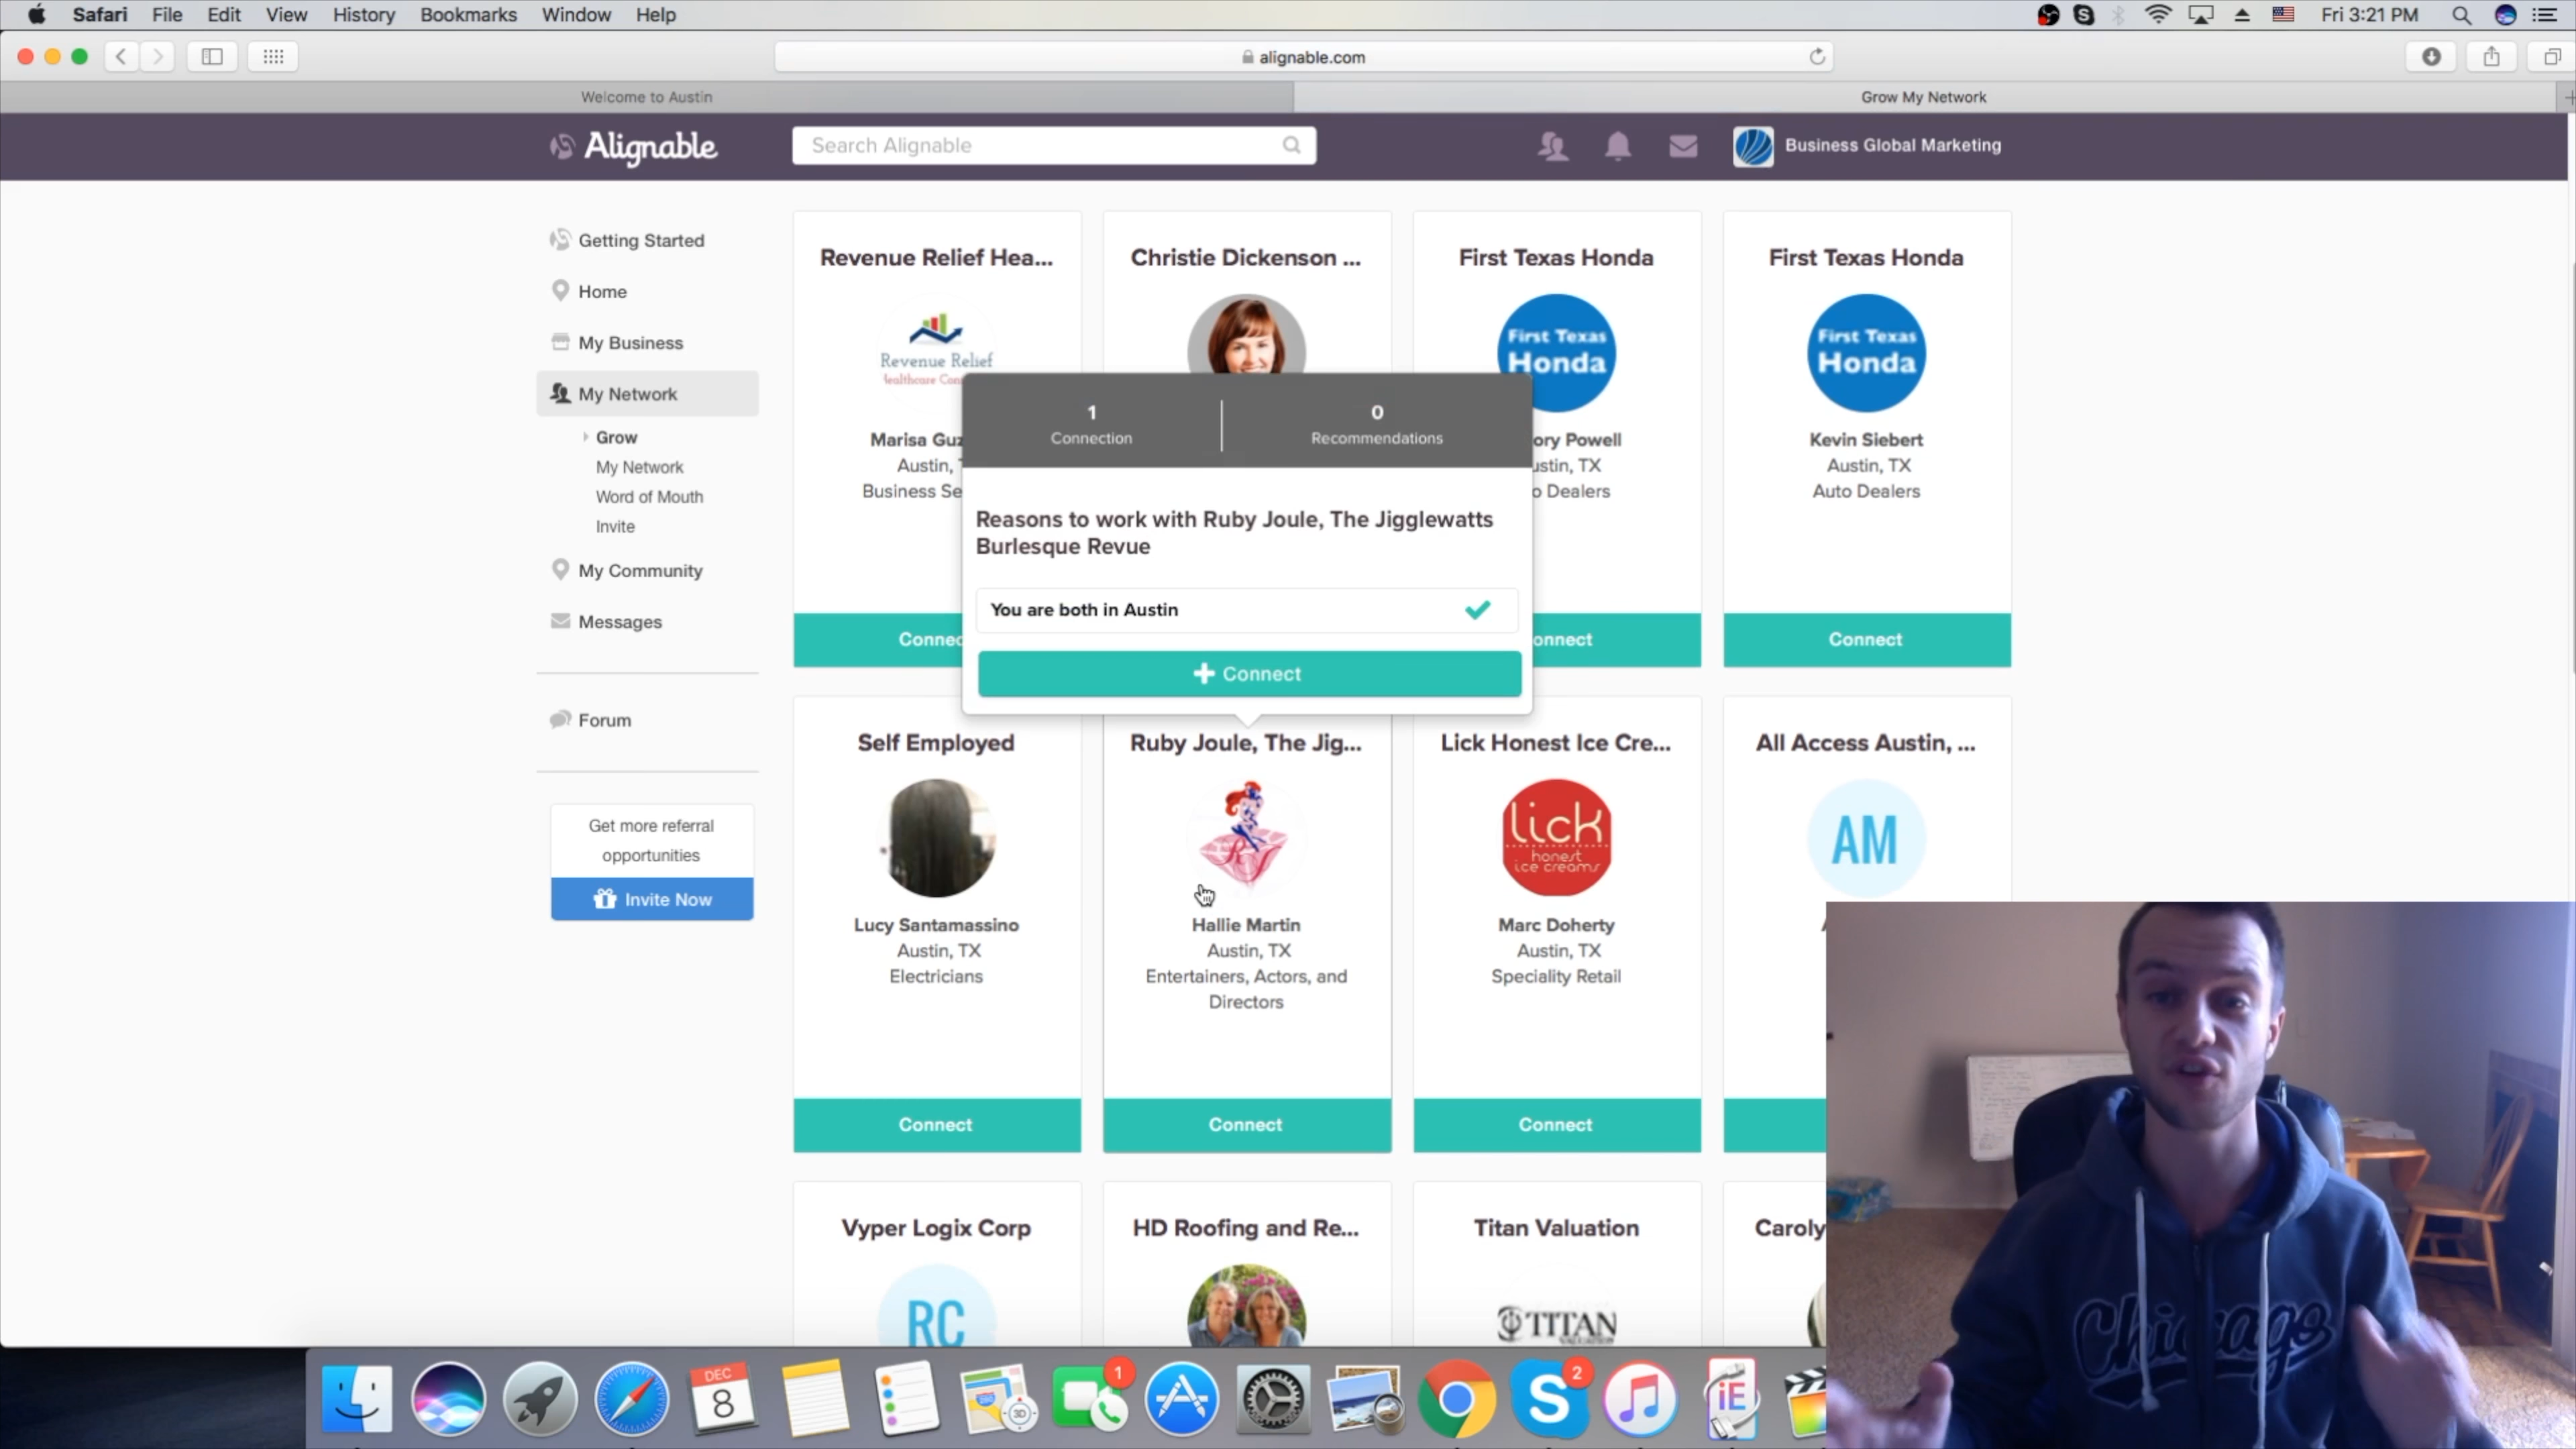 Safari File Edit View History Bookmarks Window Help
Fri 3:21 PM
alignable.com
Welcome to Austin
Grow My Network
Alignable
Search Alignable
Business Global Marketing
Getting Started
Home
My Business
My Network
Grow
My Network
Word of Mouth
Invite
My Community
Messages
Forum
Get more referral
opportunities
Invite Now
Revenue Relief Hea...
Revenue Relief
Marisa
Austin,
Business
Connec
Christie Dickenson ...
First Texas Honda
First Texas
Honda
ory Powell
ustin, TX
o Dealers
onnect
First Texas Honda
First Texas
Honda
Kevin Siebert
Austin, TX
Auto Dealers
Connect
1
Connection
0
Recommendations
Reasons to work with Ruby Joule, The Jigglewatts
Burlesque Revue
You are both in Austin
Connect
Self Employed
Lucy Santamassino
Austin, TX
Electricians
Connect
Ruby Joule, The Jig...
Hallie Martin
Austin, TX
Entertainers, Actors, and
Directors
Connect
Lick Honest Ice Cre...
lick
honest
ice creams
Marc Doherty
Austin, TX
Speciality Retail
Connect
All Access Austin, ...
AM
Vyper Logix Corp
RC
HD Roofing and Re...
Titan Valuation
TITAN
Caroly
Chicago
DEC
8
3D
1
S
2
iE